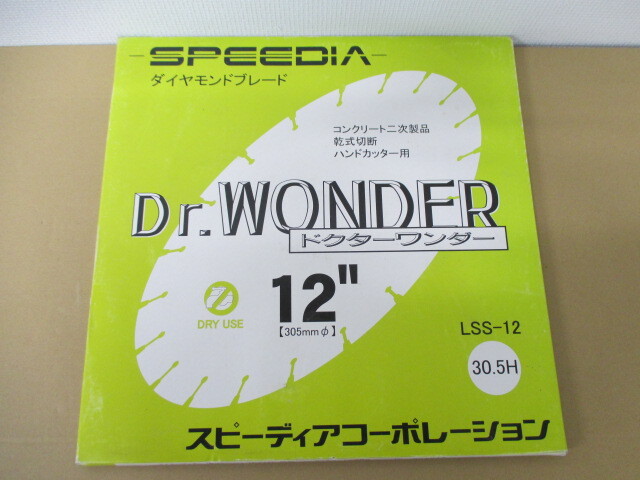 SPEEDIA
ダイヤモンドブレード
コンクリート二次製品
乾式切断
ハンドカッター用
Dr.WONDER
ドクターワンダー
12"
【305mmφ】
DRY USE
LSS-12
30.5H
スピーディアコーポレーション